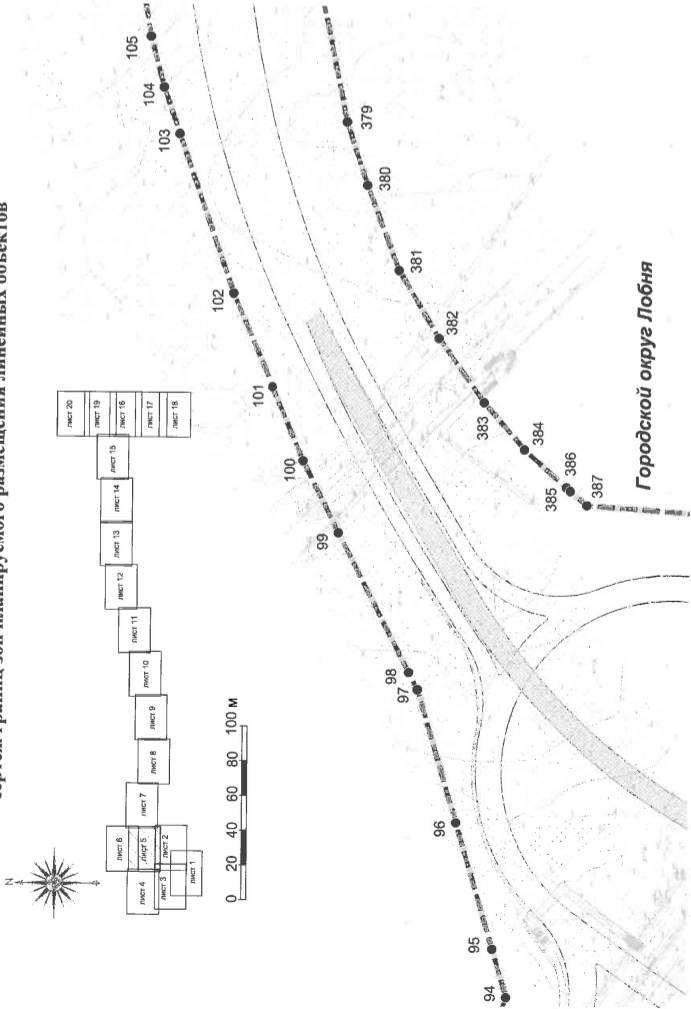 чертеж границ зон планируемого размещения линейных объектов
N
лист 1
лист 2
лист 3
лист 4
лист 5
лист 6
лист 7
лист 8
лист 9
лист 10
лист 11
лист 12
лист 13
лист 14
лист 15
лист 20
лист 19
лист 16
лист 17
лист 18
0 20 40 60 80 100 м
94
95
96
97
98
99
100
101
102
103
104
105
379
380
381
382
383
384
385
386
387
Городской округ Лобня